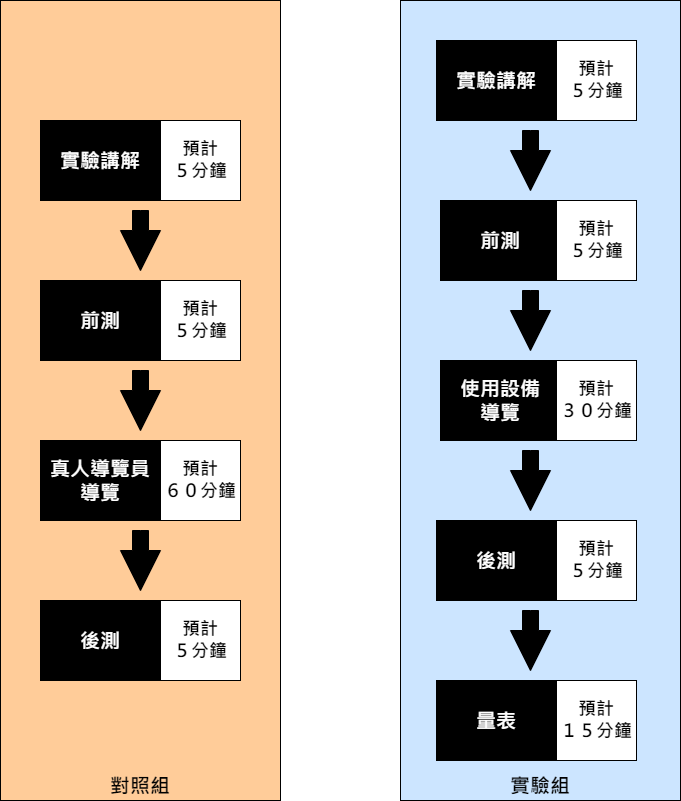 實驗講解
預計
5分鐘
前測
預計
5分鐘
真人導覽員
導覽
預計
60分鐘
後測
預計
5分鐘
對照組
實驗講解
預計
5分鐘
前測
預計
5分鐘
使用設備
導覽
預計
30分鐘
後測
預計
5分鐘
量表
預計
15分鐘
實驗組